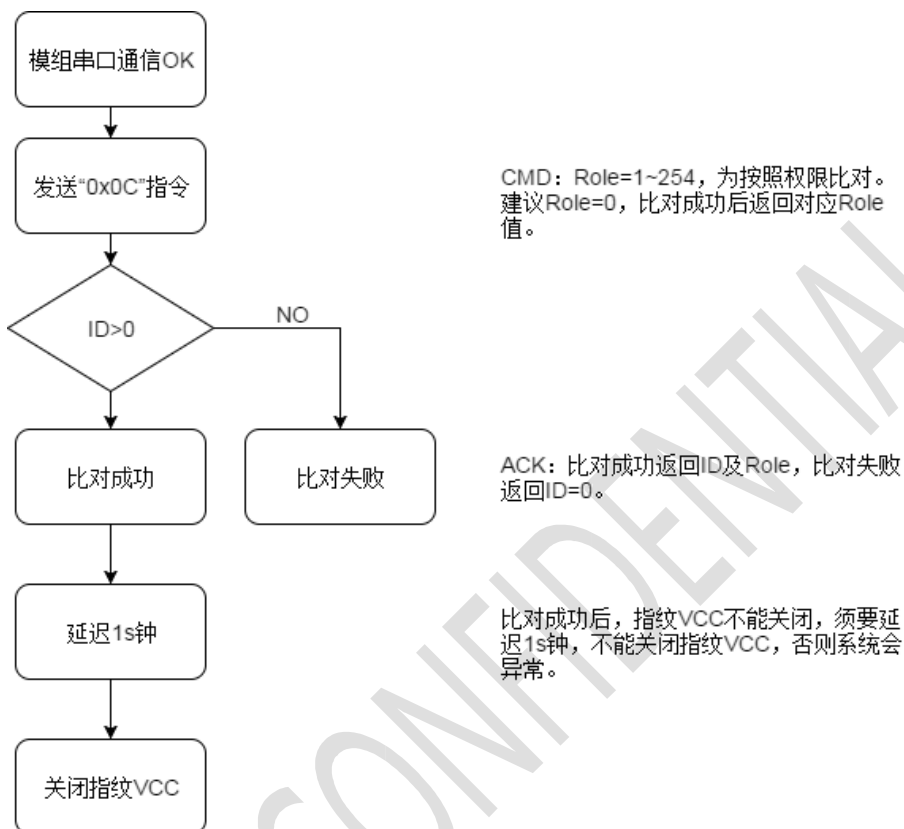 模组串口通信OK
发送“0x0C”指令
CMD：Role=1~254，为按照权限比对。
建议Role=0，比对成功后返回对应Role
值。
ID>0
NO
比对成功
比对失败
ACK：比对成功返回ID及Role，比对失败
返回ID=0。
延迟1s钟
比对成功后，指纹VCC不能关闭，须要延
迟1s钟，不能关闭指纹VCC，否则系统会
异常。
关闭指纹VCC
CONFIDENTIAL